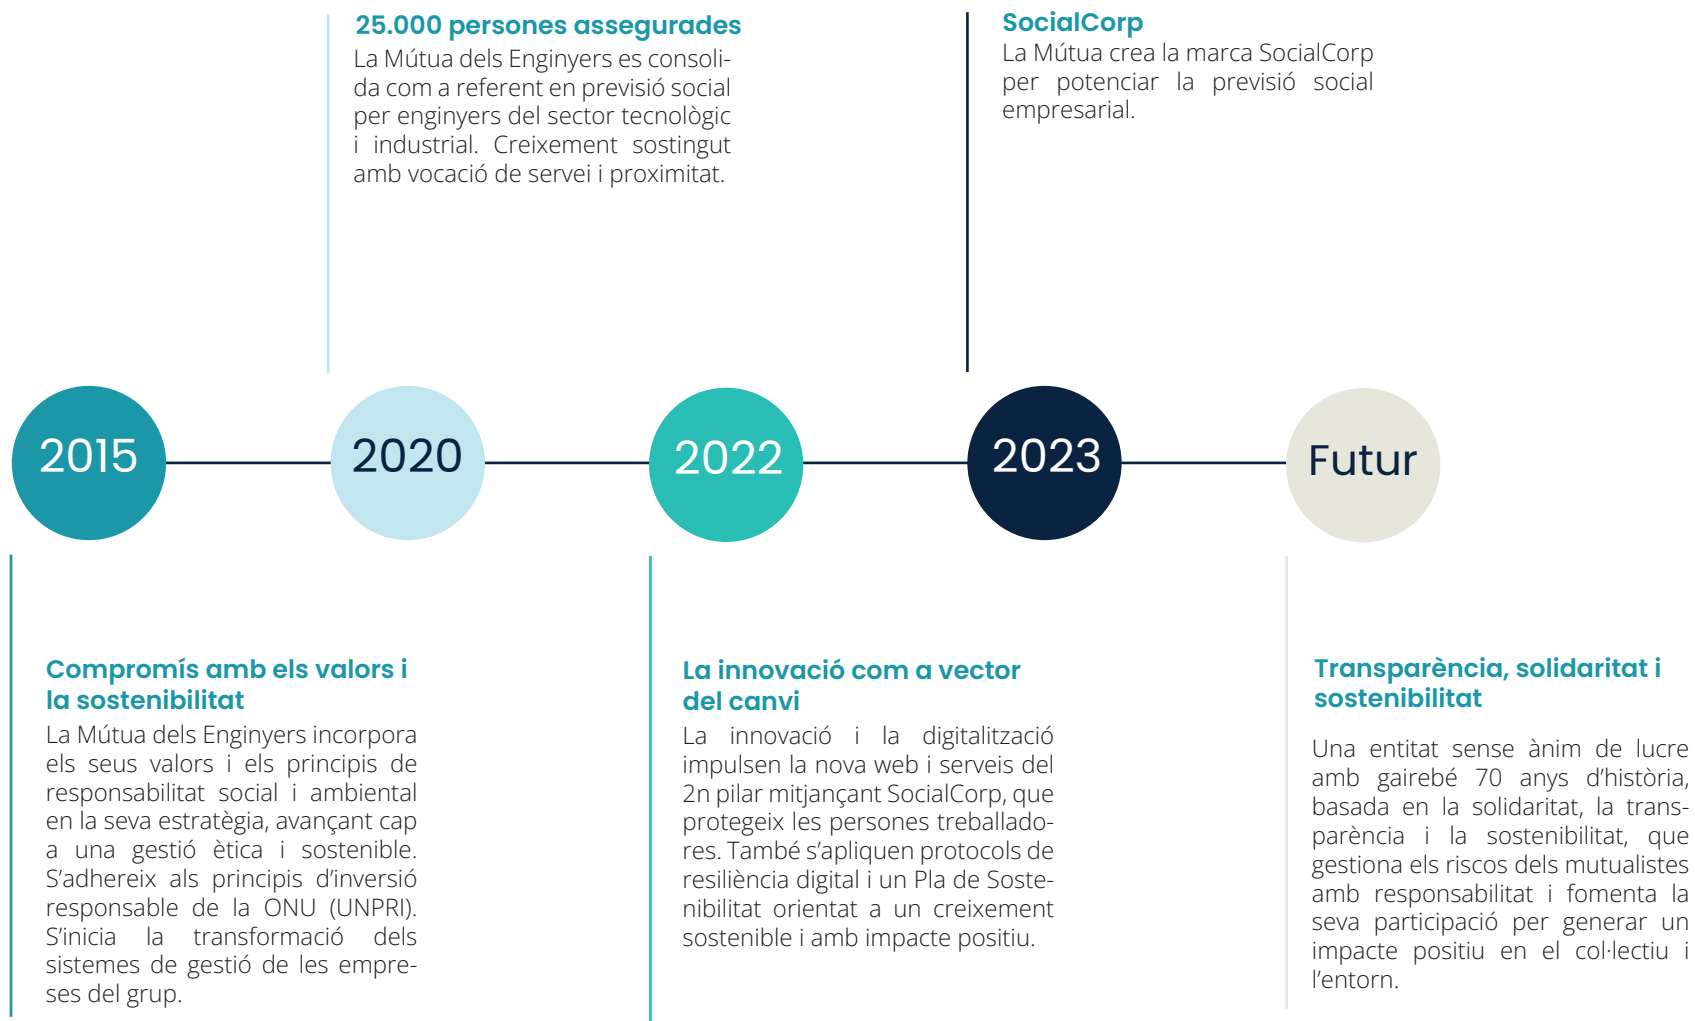 25.000 persones assegurades
La Mútua dels Enginyers es consoli-
da com a referent en previsió social
per enginyers del sector tecnològic
i industrial. Creixement sostingut
amb vocació de servei i proximitat.
SocialCorp
La Mútua crea la marca SocialCorp
per potenciar la previsió social
empresarial.
2015
2020
2022
2023
Futur
Compromís amb els valors i
la sostenibilitat
La Mútua dels Enginyers incorpora
els seus valors i els principis de
responsabilitat social i ambiental
en la seva estratègia, avançant cap
a una gestió ètica i sostenible.
S’adhereix als principis d’inversió
responsable de la ONU (UNPRI).
S’inicia la transformació dels
sistemes de gestió de les empre-
ses del grup.
La innovació com a vector
del canvi
La innovació i la digitalització
impulsen la nova web i serveis del
2n pilar mitjançant SocialCorp, que
protegeix les persones treballado-
res. També s’apliquen protocols de
resiliència digital i un Pla de Soste-
nibilitat orientat a un creixement
sostenible i amb impacte positiu.
Transparència, solidaritat i
sostenibilitat
Una entitat sense ànim de lucre
amb gairebé 70 anys d’història,
basada en la solidaritat, la trans-
parència i la sostenibilitat, que
gestiona els riscos dels mutualistes
amb responsabilitat i fomenta la
seva participació per generar un
impacte positiu en el col·lectiu i
l’entorn.